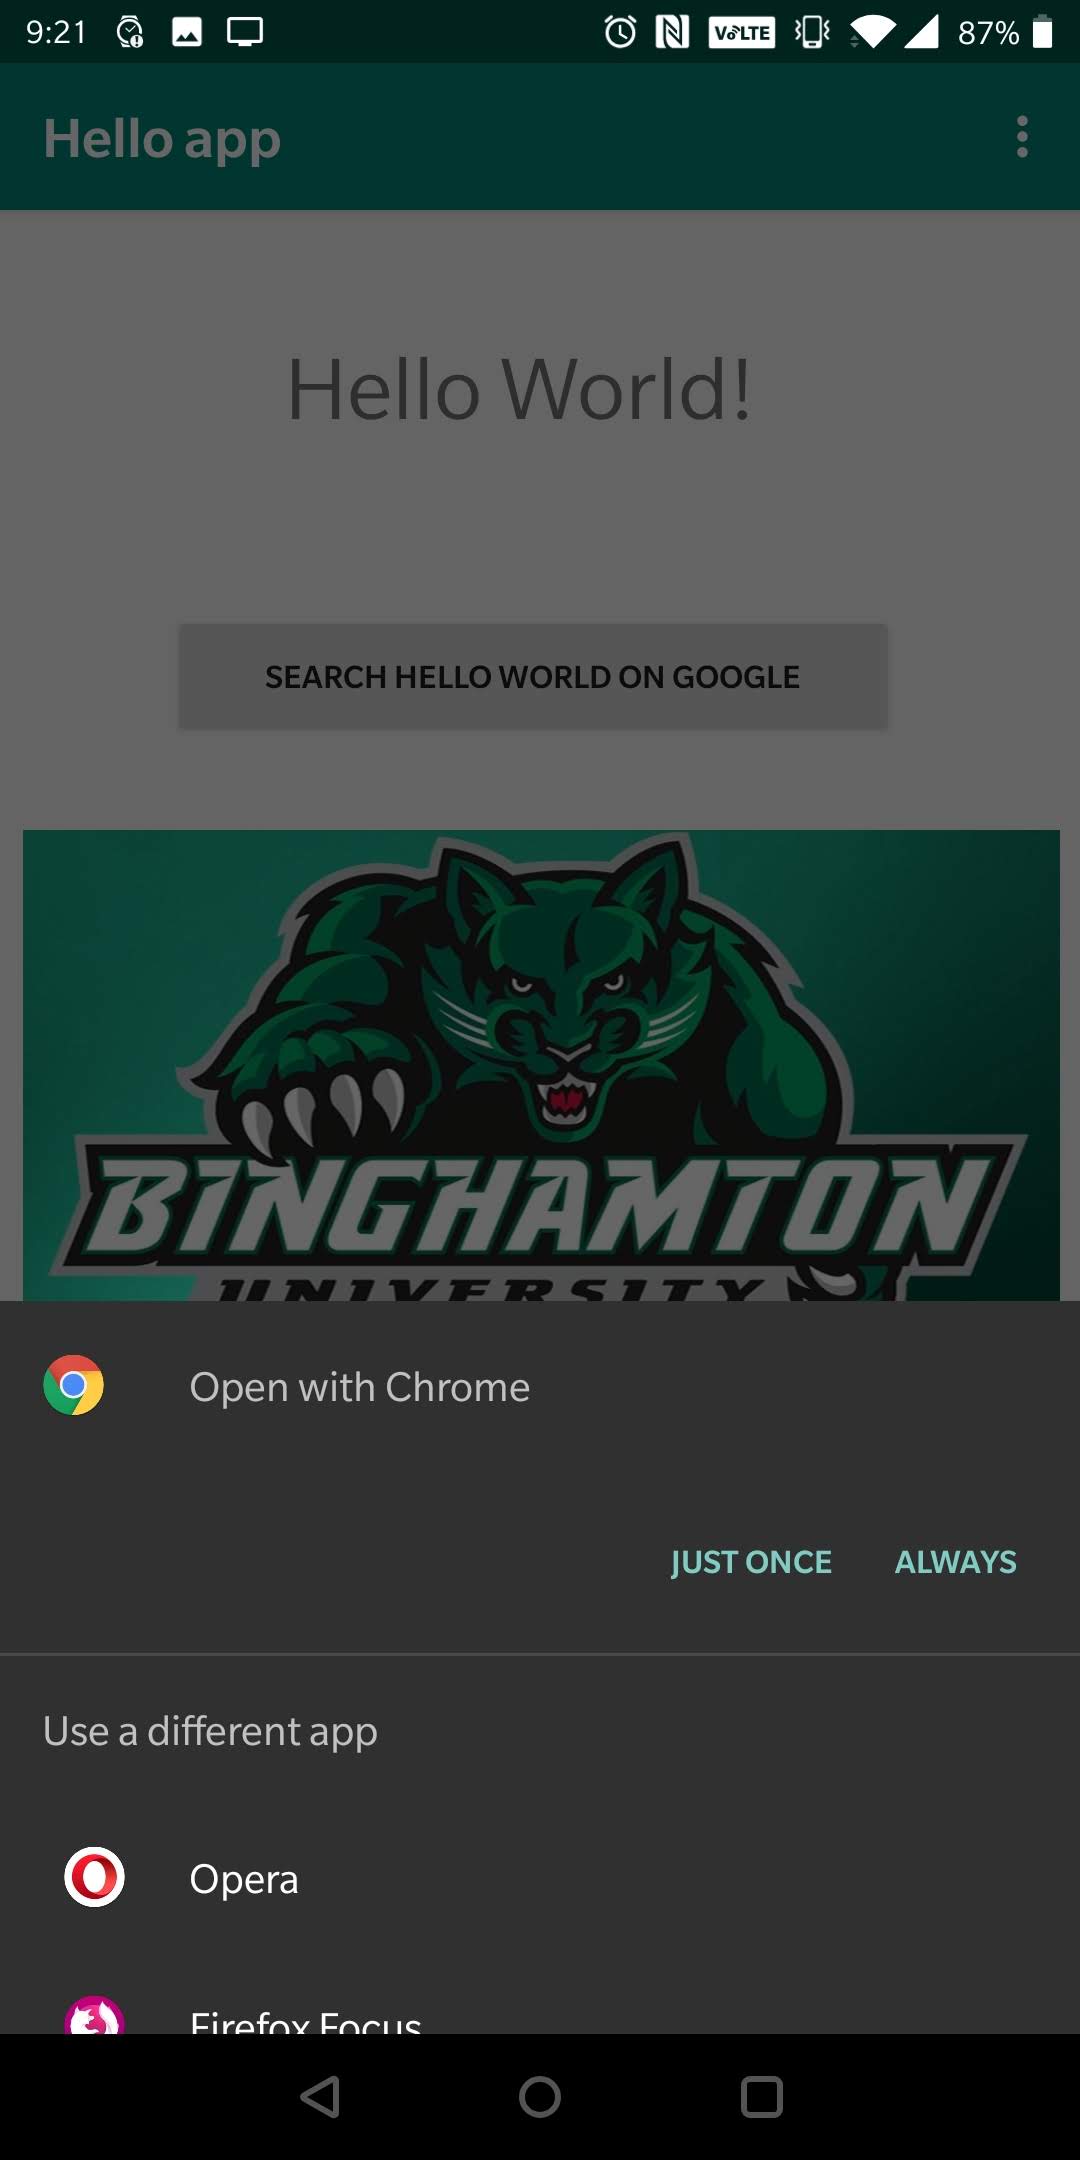 9:21 VoLTE 87%
Hello app
Hello World!
SEARCH HELLO WORLD ON GOOGLE
BINGHAMTON
UNIVERSITY
Open with Chrome
JUST ONCE ALWAYS
Use a different app
Opera
Firefox Focus